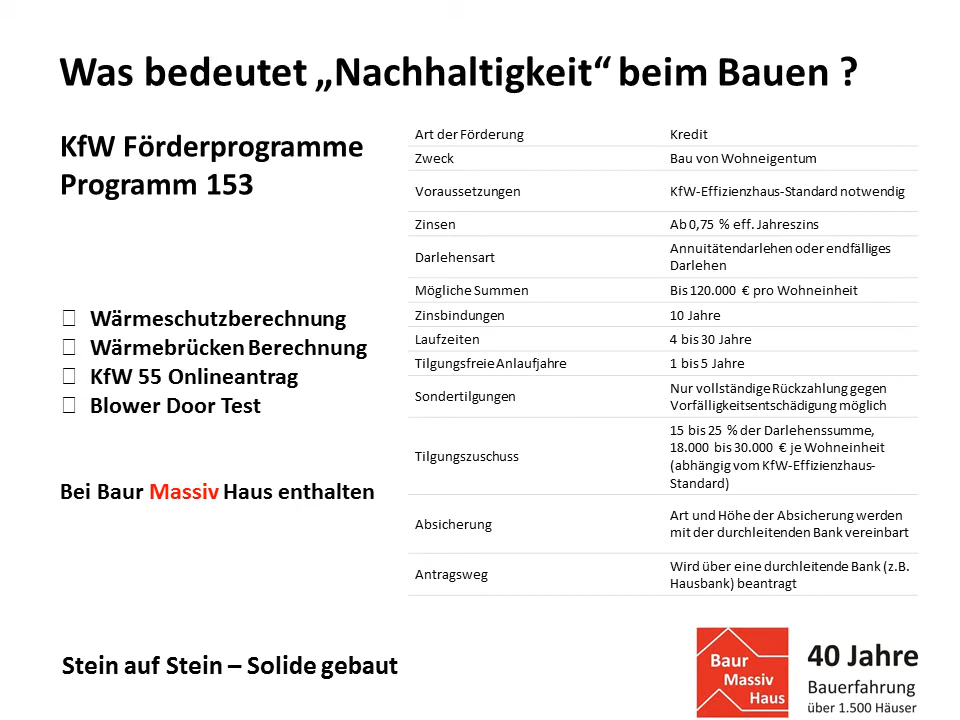 Was bedeutet „Nachhaltigkeit“ beim Bauen ?
KfW Förderprogramme
Programm 153
Wärmeschutzberechnung
Wärmebrücken Berechnung
KfW 55 Onlineantrag
Blower Door Test
Bei Baur Massiv Haus enthalten
Art der Förderung Kredit
Zweck Bau von Wohneigentum
Voraussetzungen KfW-Effizienzhaus-Standard notwendig
Zinsen Ab 0,75 % eff. Jahreszins
Darlehensart Annuitätendarlehen oder endfälliges
Darlehen
Mögliche Summen Bis 120.000 € pro Wohneinheit
Zinsbindungen 10 Jahre
Laufzeiten 4 bis 30 Jahre
Tilgungsfreie Anlaufjahre 1 bis 5 Jahre
Sondertilgungen Nur vollständige Rückzahlung gegen
Vorfälligkeitsentschädigung möglich
Tilgungszuschuss 15 bis 25 % der Darlehenssumme,
18.000 bis 30.000 € je Wohneinheit
(abhängig vom KfW-Effizienzhaus-
Standard)
Absicherung Art und Höhe der Absicherung werden
mit der durchleitenden Bank vereinbart
Antragsweg Wird über eine durchleitende Bank (z.B.
Hausbank) beantragt
Stein auf Stein – Solide gebaut
Baur
Massiv
Haus
40 Jahre
Bauerfahrung
über 1.500 Häuser